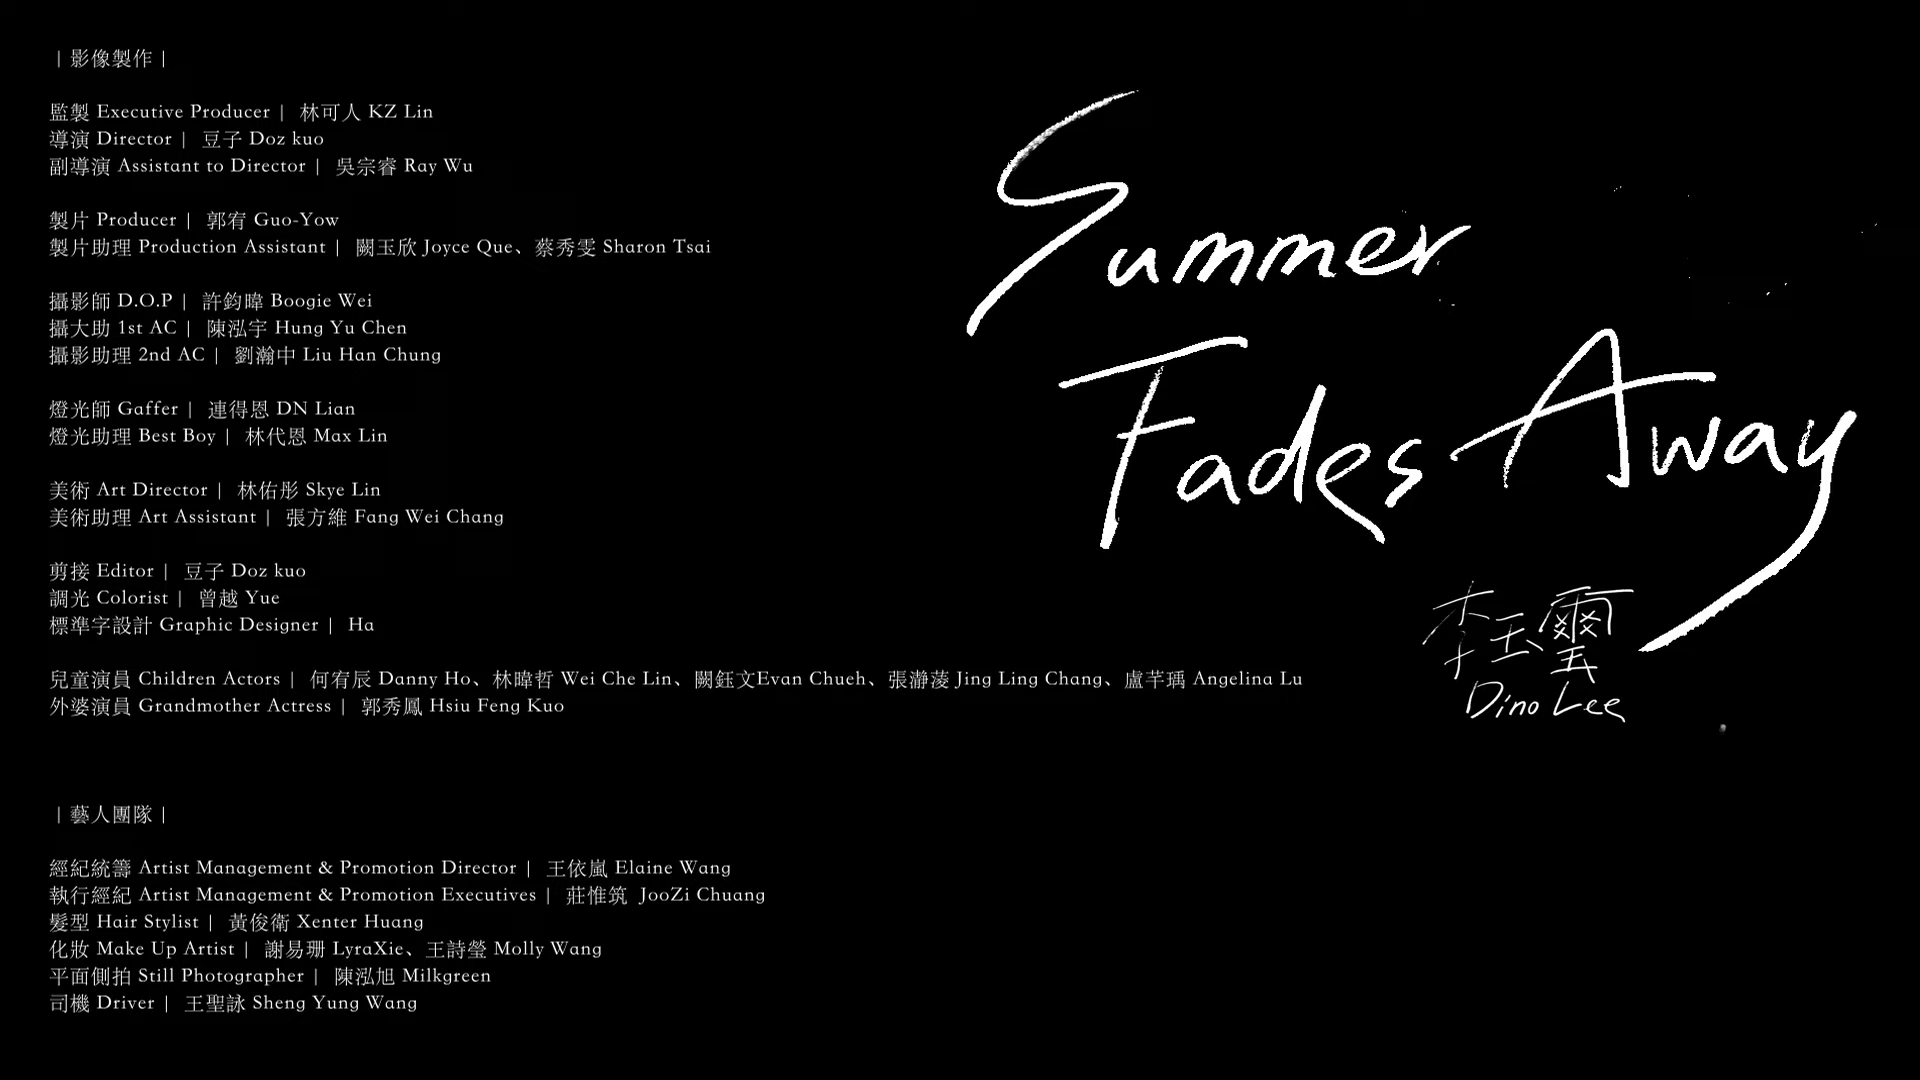 ｜影像製作｜
監製 Executive Producer｜ 林可人 KZ Lin
導演 Director｜ 豆子 Doz kuo
副導演 Assistant to Director｜ 吳宗睿 Ray Wu
製片 Producer｜ 郭宥 Guo-Yow
製片助理 Production Assistant｜ 闕玉欣 Joyce Que、蔡秀雯 Sharon Tsai
攝影師 D.O.P｜ 許鈞暐 Boogie Wei
攝大助 1st AC｜ 陳泓宇 Hung Yu Chen
攝影助理 2nd AC｜ 劉瀚中 Liu Han Chung
燈光師 Gaffer｜ 連得恩 DN Lian
燈光助理 Best Boy｜ 林代恩 Max Lin
美術 Art Director｜ 林佑彤 Skye Lin
美術助理 Art Assistant｜ 張方維 Fang Wei Chang
剪接 Editor｜ 豆子 Doz kuo
調光 Colorist｜ 曾越 Yue
標準字設計 Graphic Designer｜ Ha
兒童演員 Children Actors｜ 何宥辰 Danny Ho、林暐哲 Wei Che Lin、闕鈺文Evan Chueh、張瀞蓤 Jing Ling Chang、盧芊瑀 Angelina Lu
外婆演員 Grandmother Actress｜ 郭秀鳳 Hsiu Feng Kuo
｜藝人團隊｜
經紀統籌 Artist Management & Promotion Director｜ 王依嵐 Elaine Wang
執行經紀 Artist Management & Promotion Executives｜ 莊惟筑 JooZi Chuang
髮型 Hair Stylist｜ 黃俊衛 Xenter Huang
化妝 Make Up Artist｜ 謝易珊 LyraXie、王詩瑩 Molly Wang
平面側拍 Still Photographer｜ 陳泓旭 Milkgreen
司機 Driver｜ 王聖詠 Sheng Yung Wang
Summer
Fades Away
李玉璽
Dino Lee